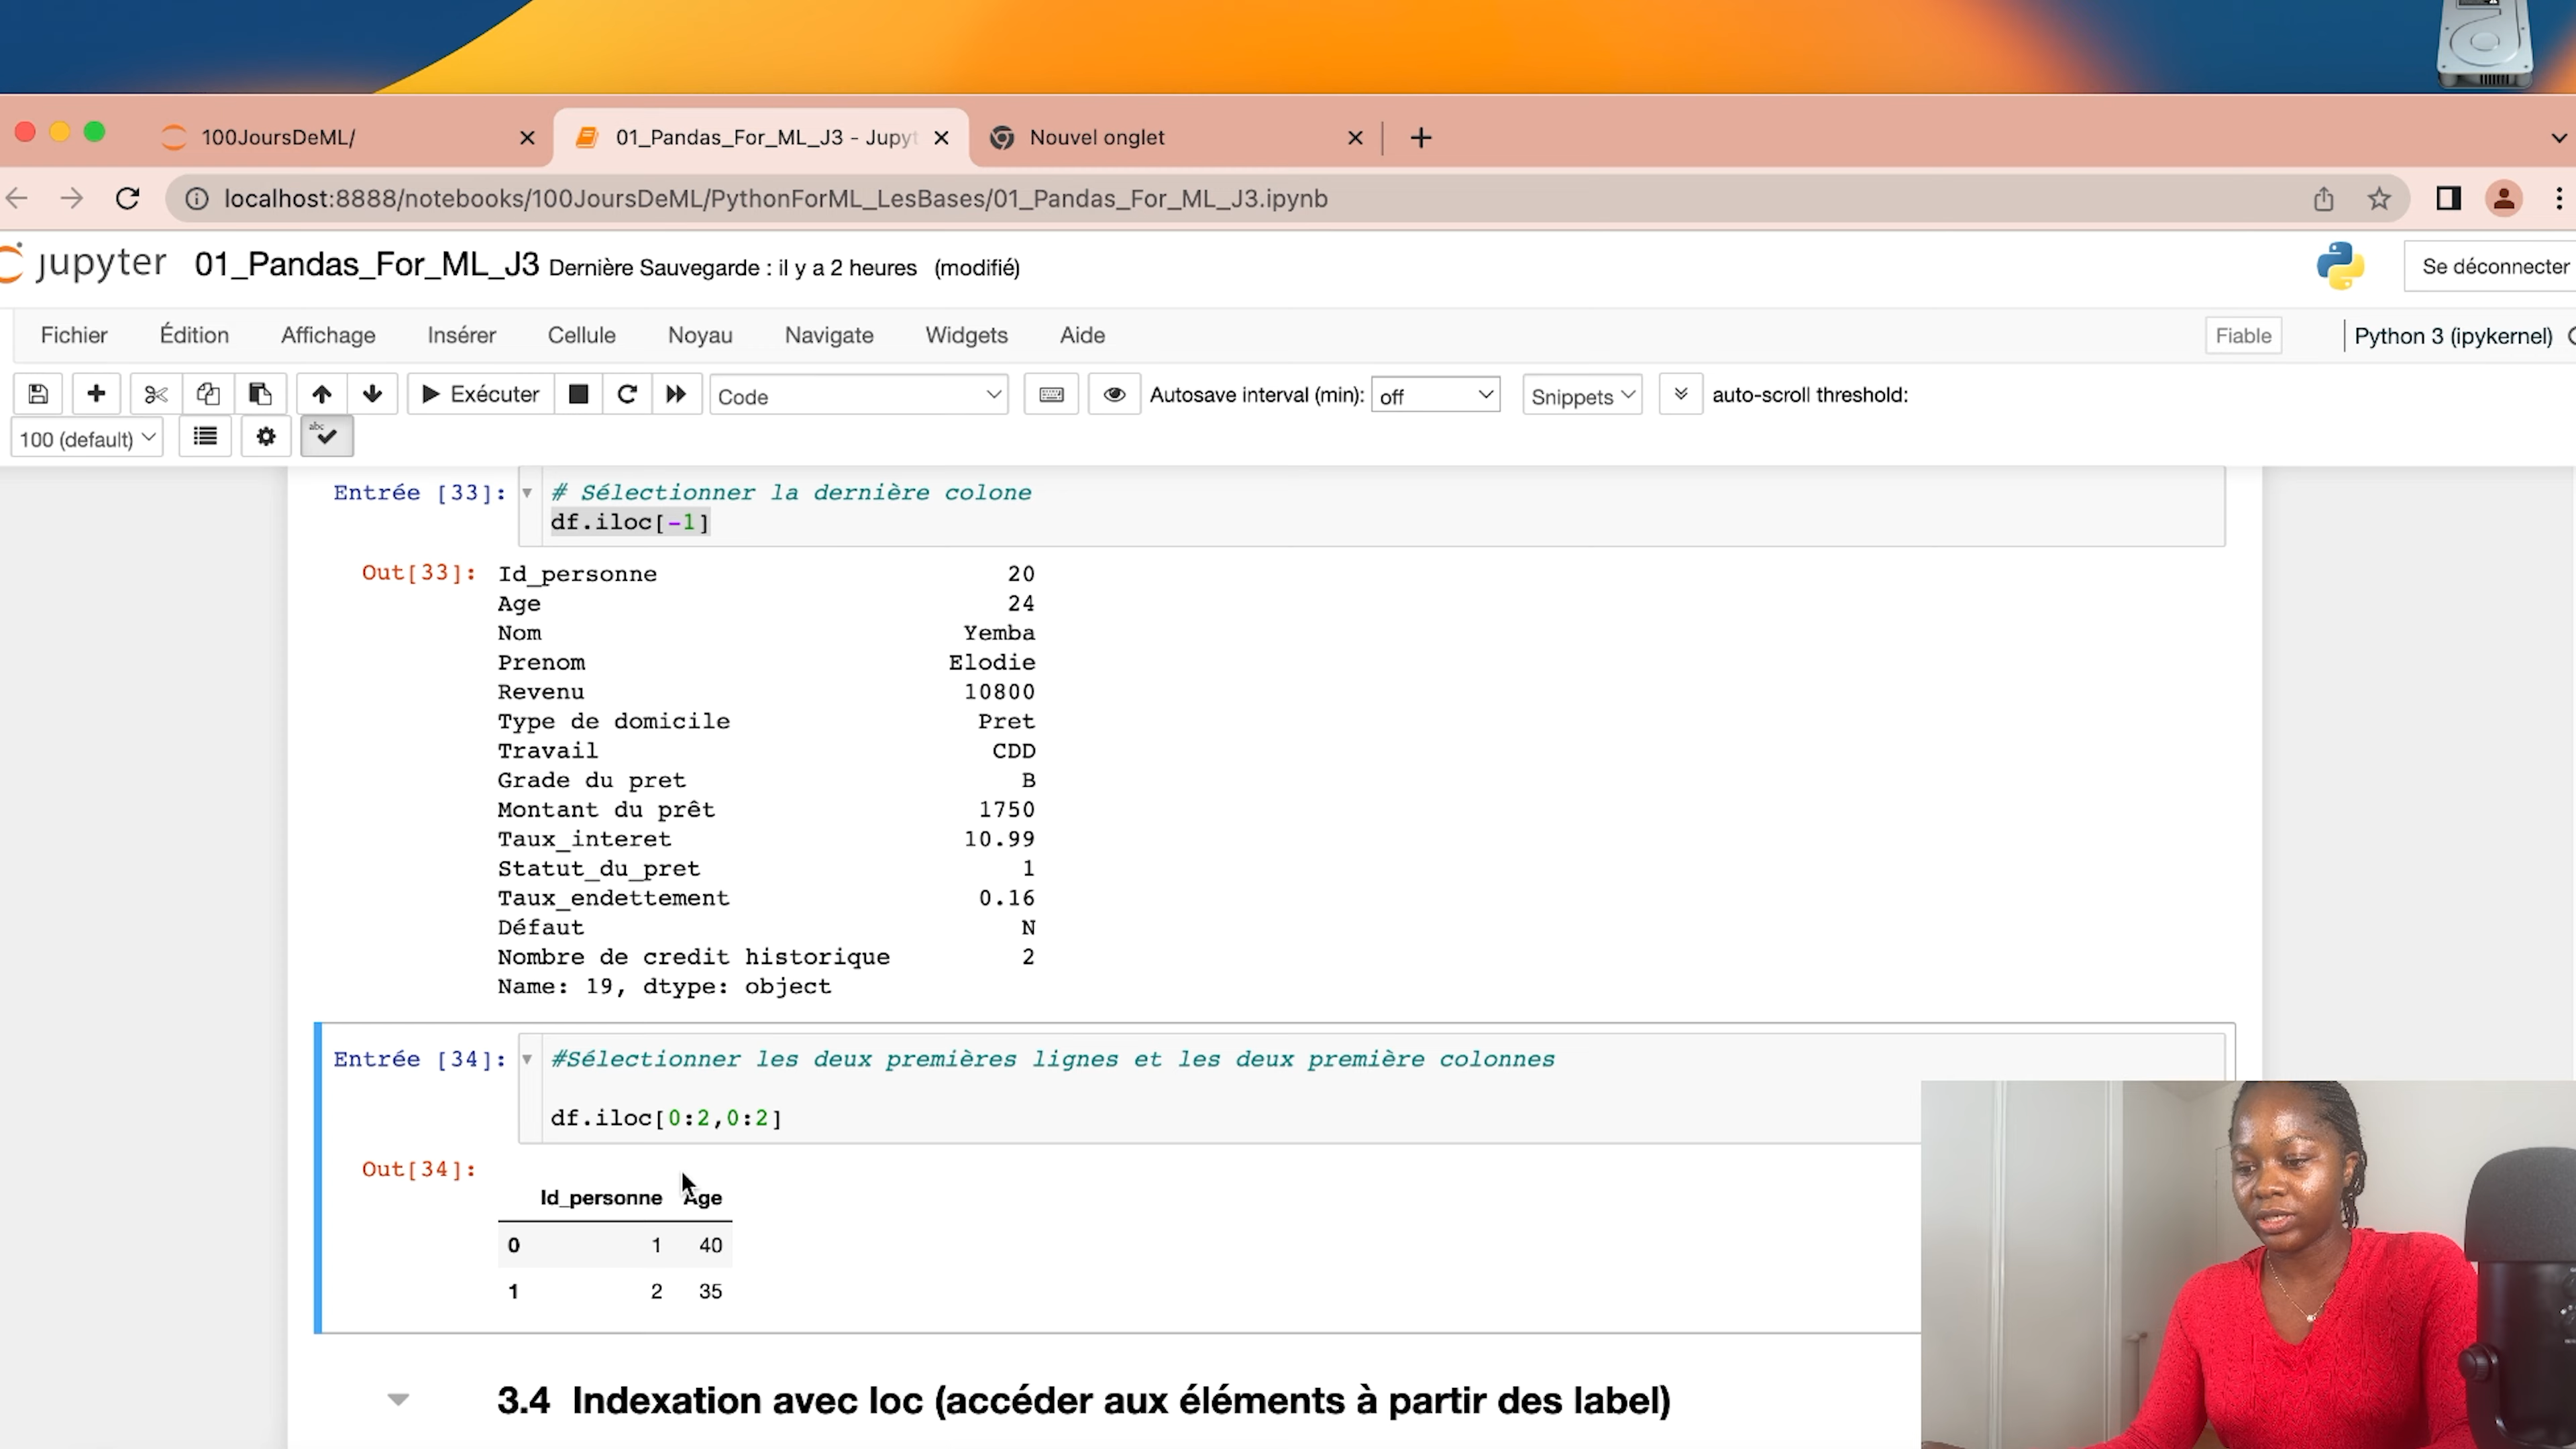 100JoursDeML/
01_Pandas_For_ML_J3 - Jupyt
Nouvel onglet
localhost:8888/notebooks/100JoursDeML/PythonForML_LesBases/01_Pandas_For_ML_J3.ipynb
jupyter 01_Pandas_For_ML_J3 Dernière Sauvegarde : il y a 2 heures (modifié)
Se déconnecter
Fichier Édition Affichage Insérer Cellule Noyau Navigate Widgets Aide
Fiable Python 3 (ipykernel)
Exécuter Code Autosave interval (min): off Snippets auto-scroll threshold:
100 (default) abc
Entrée [33]: # Sélectionner la dernière colone
df.iloc[-1]
Out[33]: Id_personne 20
Age 24
Nom Yemba
Prenom Elodie
Revenu 10800
Type de domicile Pret
Travail CDD
Grade du pret B
Montant du prêt 1750
Taux_interet 10.99
Statut_du_pret 1
Taux_endettement 0.16
Défaut N
Nombre de credit historique 2
Name: 19, dtype: object
Entrée [34]: #Sélectionner les deux premières lignes et les deux première colonnes
df.iloc[0:2,0:2]
Out[34]:
Id_personne Age
0 1 40
1 2 35
3.4 Indexation avec loc (accéder aux éléments à partir des label)